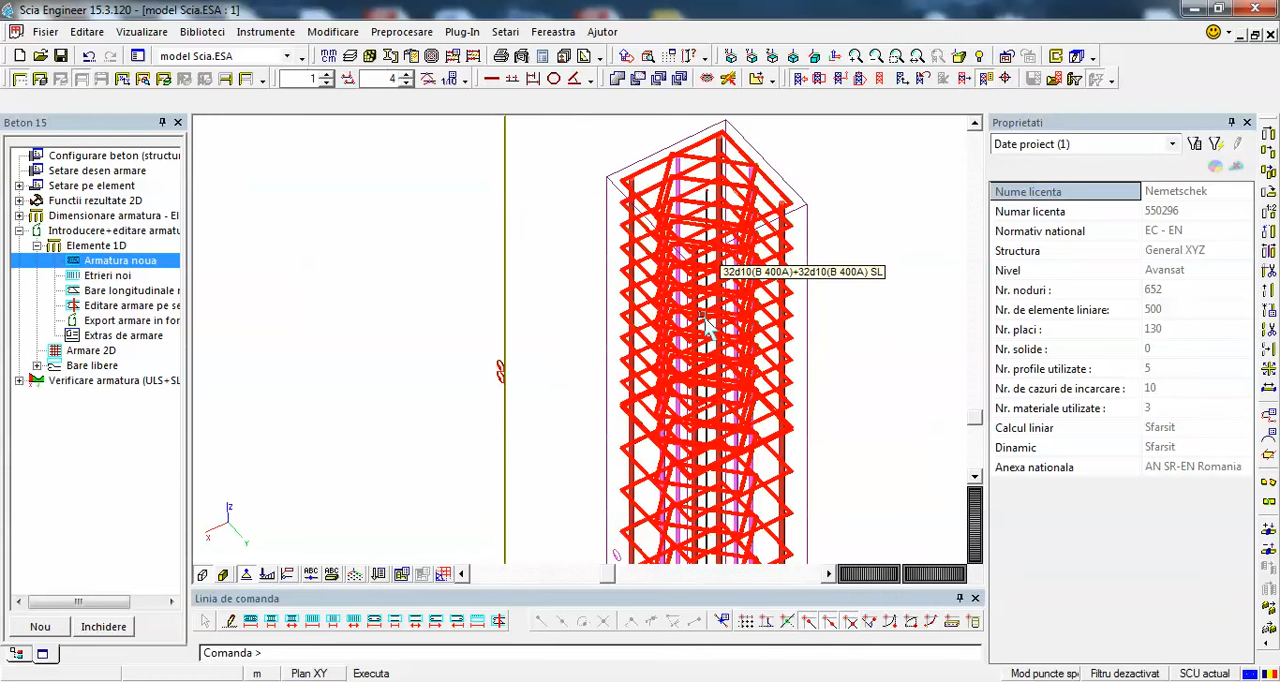 Scia Engineer 15.3.120 - [model Scia.ESA : 1]
Fisier Editare Vizualizare Biblioteci Instrumente Modificare Preprocesare Plug-In Setari Fereastra Ajutor
model Scia.ESA
1 4
Beton 15
Configurare beton (structu
Setare desen armare
Setare pe element
Functii rezultate 2D
Dimensionare armatura - El
Introducere+editare armatu
Elemente 1D
Armatura noua
Etrieri noi
Bare longitudinale n
Editare armare pe se
Export armare in for
Extras de armare
Armare 2D
Bare libere
Verificare armatura (ULS+SL
Nou Inchidere
32d10(B 400A)+32d10(B 400A) SL
Z
X
Y
ABC ABC
Linia de comanda
Comanda >
m Plan XY Executa
Mod puncte spe Filtru dezactivat SCU actual
Proprietati
Date proiect (1)
Nume licenta Nemetschek
Numar licenta 550296
Normativ national EC - EN
Structura General XYZ
Nivel Avansat
Nr. noduri : 652
Nr. de elemente liniare: 500
Nr. placi : 130
Nr. solide : 0
Nr. profile utilizate : 5
Nr. de cazuri de incarcare : 10
Nr. materiale utilizate : 3
Calcul liniar Sfarsit
Dinamic Sfarsit
Anexa nationala AN SR-EN Romania